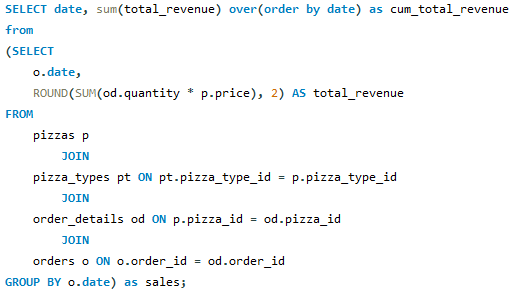 SELECT date, sum(total_revenue) over(order by date) as cum_total_revenue
from
(SELECT
o.date,
ROUND(SUM(od.quantity * p.price), 2) AS total_revenue
FROM
pizzas p
JOIN
pizza_types pt ON pt.pizza_type_id = p.pizza_type_id
JOIN
order_details od ON p.pizza_id = od.pizza_id
JOIN
orders o ON o.order_id = od.order_id
GROUP BY o.date) as sales;